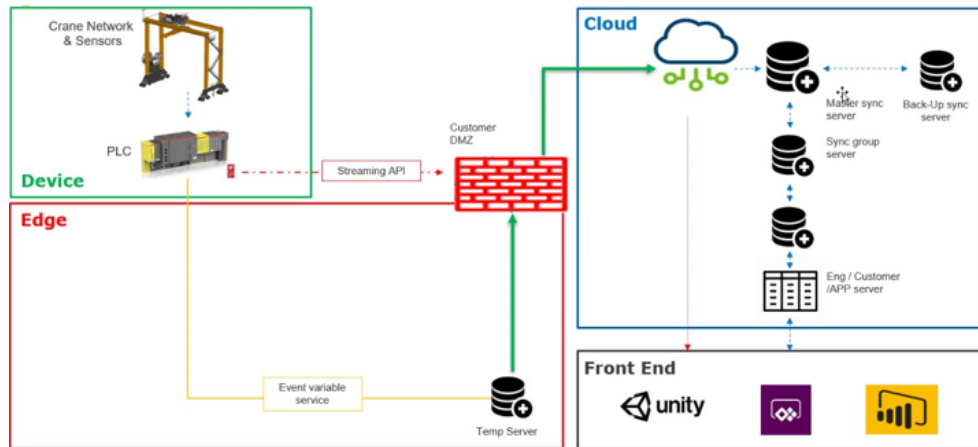 Crane Network
& Sensors
PLC
Device
Streaming API
Customer
DMZ
Edge
Event variable
service
Temp Server
Cloud
Master sync
server
Back-Up sync
server
Sync group
server
Eng / Customer
/APP server
Front End
unity